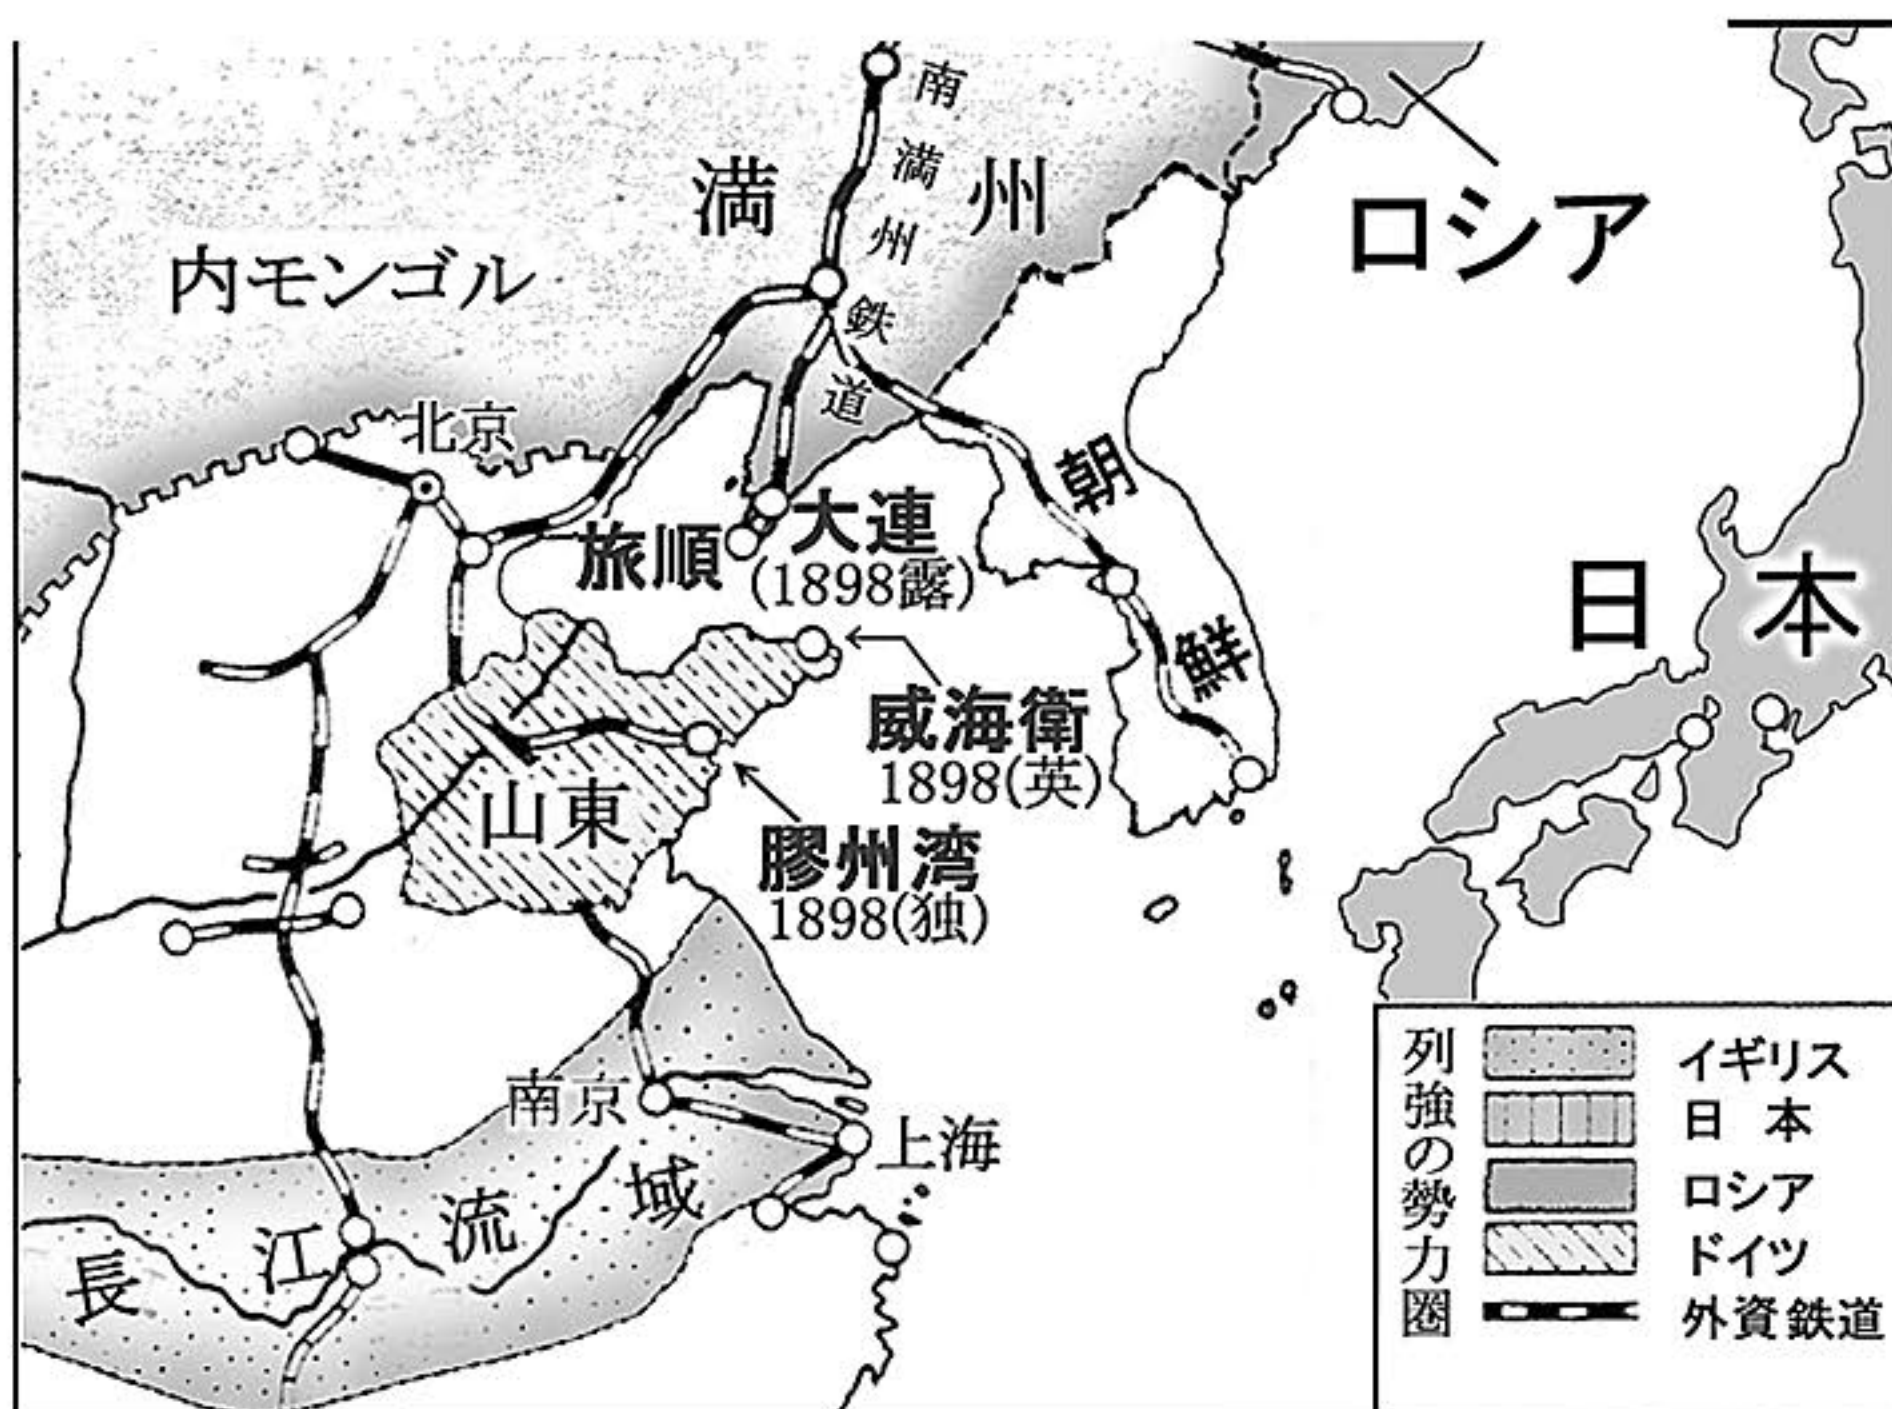 南満州鉄道
満州
ロシア
内モンゴル
北京
朝鮮
旅順
大連
(1898露)
日本
威海衛
1898(英)
山東
膠州湾
1898(独)
南京
上海
長江流域
列強の勢力圏
イギリス
日本
ロシア
ドイツ
外資鉄道